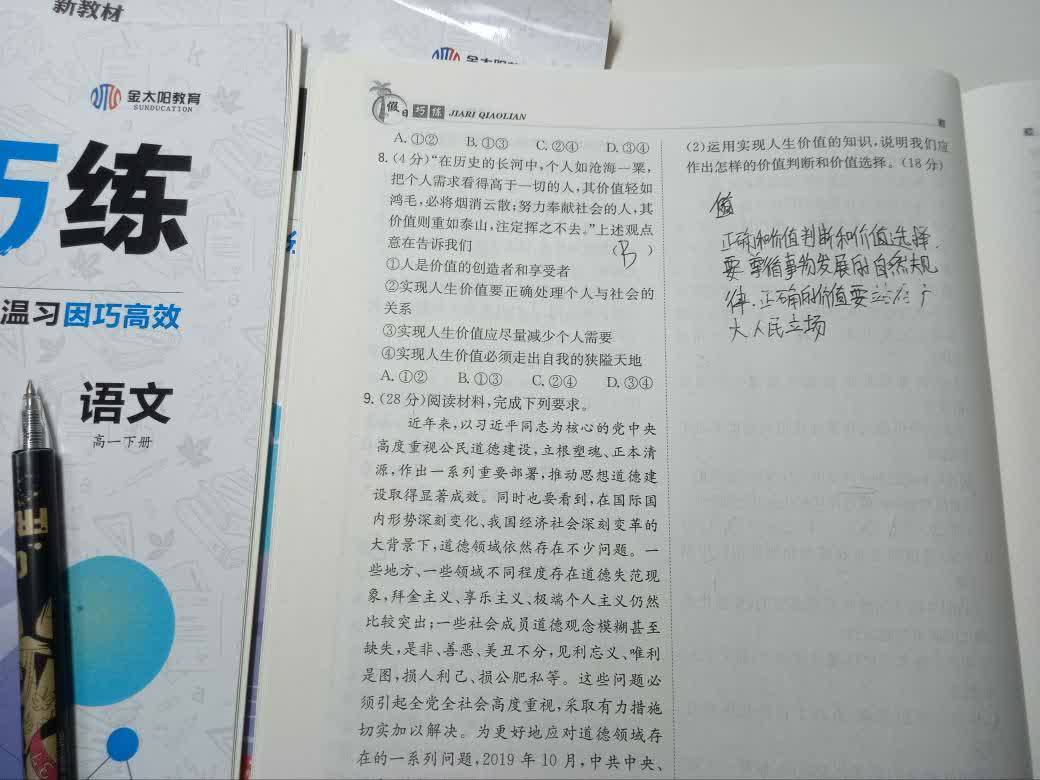 新教材
金太阳教育
SUNDUCATION
练
温习因巧高效
语文
高一下册
假日巧练 JIARI QIAOLIAN
A. ①② B. ①③ C. ②④ D. ③④
8. (4 分)“在历史的长河中,个人如沧海一粟,
把个人需求看得高于一切的人,其价值轻如
鸿毛,必将烟消云散;努力奉献社会的人,其
价值则重如泰山,注定挥之不去。”上述观点
意在告诉我们 (B)
①人是价值的创造者和享受者
②实现人生价值要正确处理个人与社会的
关系
③实现人生价值应尽量减少个人需要
④实现人生价值必须走出自我的狭隘天地
A. ①② B. ①③ C. ②④ D. ③④
9. (28 分)阅读材料,完成下列要求。
近年来,以习近平同志为核心的党中央
高度重视公民道德建设,立根塑魂、正本清
源,作出一系列重要部署,推动思想道德建
设取得显著成效。同时也要看到,在国际国
内形势深刻变化、我国经济社会深刻变革的
大背景下,道德领域依然存在不少问题。一
些地方、一些领域不同程度存在道德失范现
象,拜金主义、享乐主义、极端个人主义仍然
比较突出;一些社会成员道德观念模糊甚至
缺失,是非、善恶、美丑不分,见利忘义、唯利
是图,损人利己、损公肥私等。这些问题必
须引起全党全社会高度重视,采取有力措施
切实加以解决。为更好地应对道德领域存
在的一系列问题,2019 年 10 月,中共中央、
(2)运用实现人生价值的知识,说明我们应
作出怎样的价值判断和价值选择。(18 分)
正确的价值判断和价值选择.
要 遵循事物发展的自然规
律.正确的价值要站在广
大人民立场